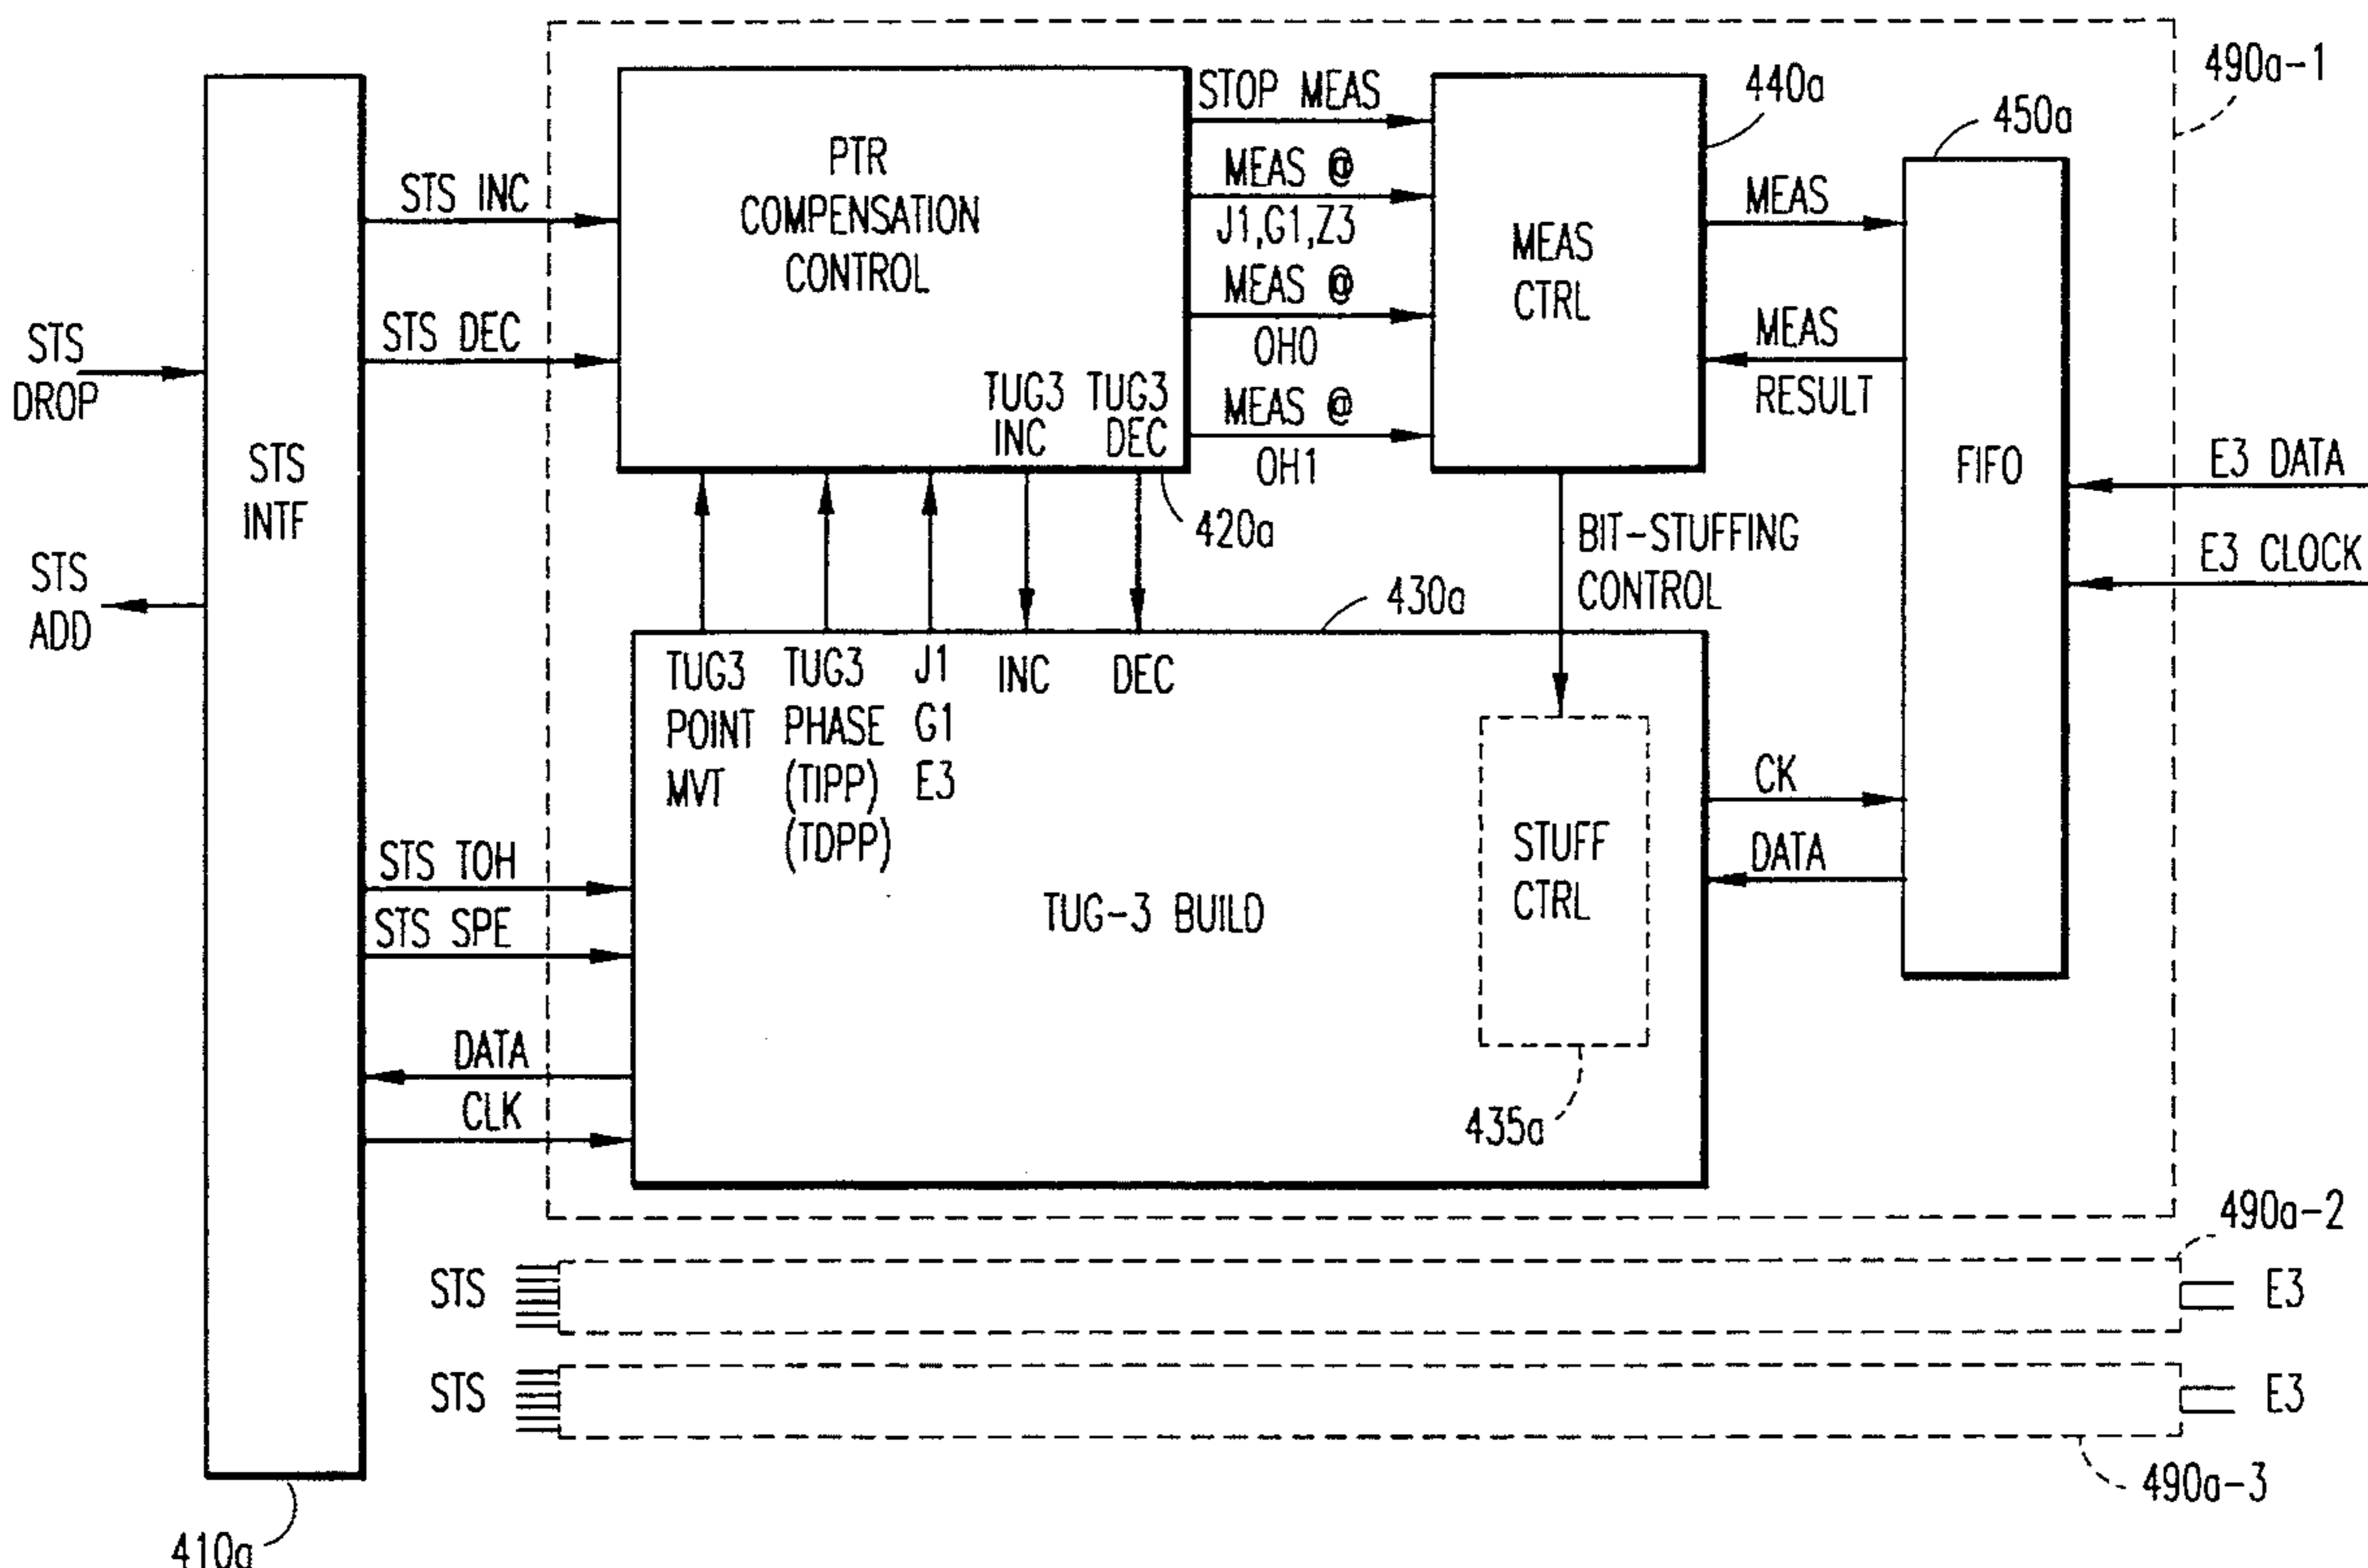 STS
DROP
STS
ADD
STS
INTF
410a
STS INC
STS DEC
STS TOH
STS SPE
DATA
CLK
PTR
COMPENSATION
CONTROL
TUG3
INC
TUG3
DEC
420a
STOP MEAS
MEAS @
J1,G1,Z3
MEAS @
OH0
MEAS @
OH1
MEAS
CTRL
440a
MEAS
MEAS
RESULT
450a
FIFO
490a-1
E3 DATA
E3 CLOCK
BIT-STUFFING
CONTROL
430a
TUG3
POINT
MVT
TUG3
PHASE
(TIPP)
(TDPP)
J1
G1
E3
INC
DEC
TUG-3 BUILD
STUFF
CTRL
435a
CK
DATA
490a-2
STS
E3
STS
E3
490a-3